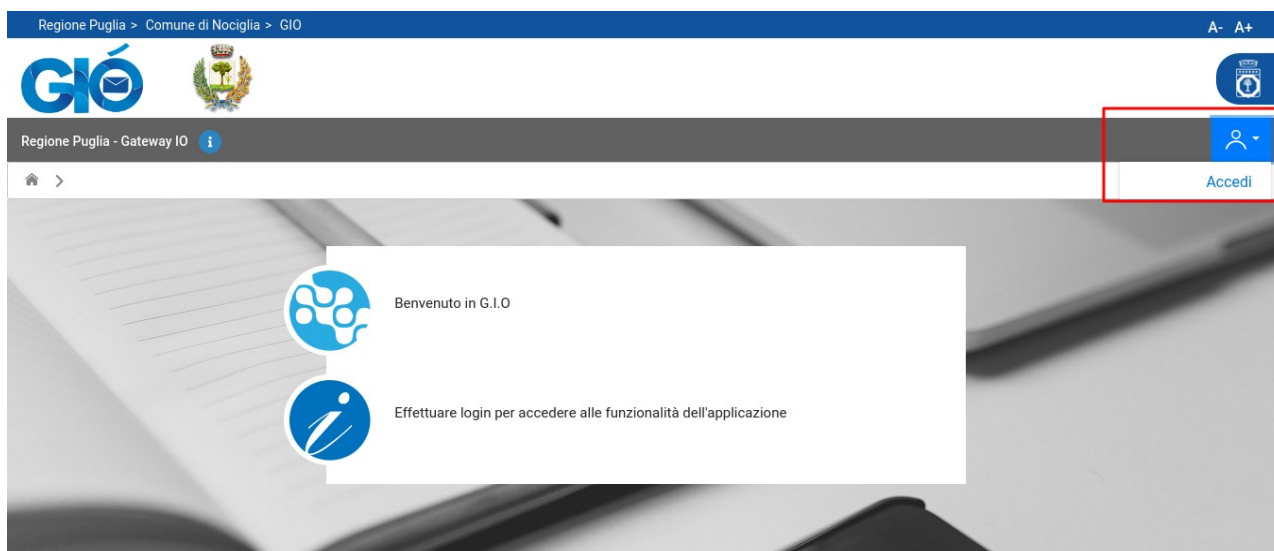 Regione Puglia > Comune di Nociglia > GIO
A- A+
GIÓ
Regione Puglia - Gateway IO i
Accedi
Benvenuto in G.I.O
i
Effettuare login per accedere alle funzionalità dell'applicazione